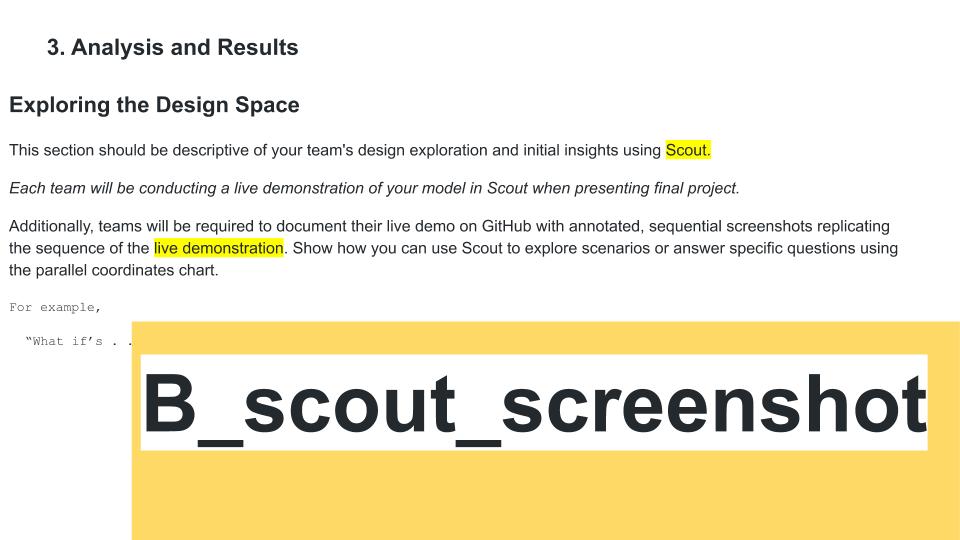 3. Analysis and Results
Exploring the Design Space
This section should be descriptive of your team's design exploration and initial insights using Scout.
Each team will be conducting a live demonstration of your model in Scout when presenting final project.
Additionally, teams will be required to document their live demo on GitHub with annotated, sequential screenshots replicating
the sequence of the live demonstration. Show how you can use Scout to explore scenarios or answer specific questions using
the parallel coordinates chart.
For example,
“What if’s . .
B_scout_screenshot